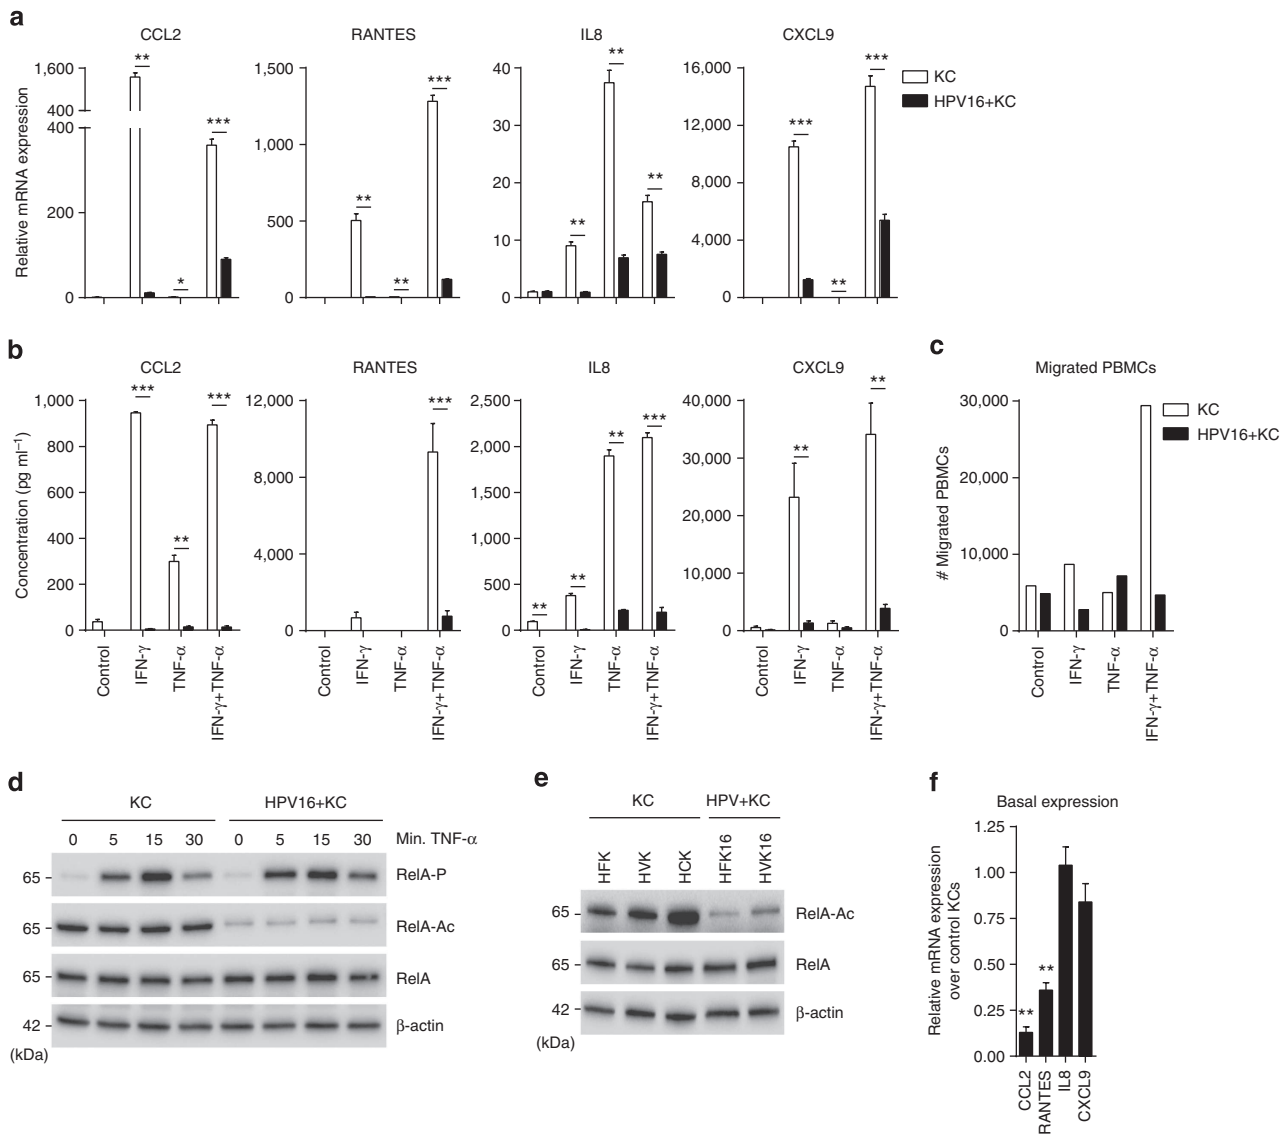 a
CCL2 RANTES IL8 CXCL9
Relative mRNA expression
1,600
400
400
200
0
**
*
***
1,500
1,000
500
0
**
**
***
40
30
20
10
0
**
**
**
16,000
12,000
8,000
4,000
0
***
**
***
KC
HPV16+KC
b
CCL2 RANTES IL8 CXCL9
Concentration (pg ml⁻¹)
1,000
800
600
400
200
0
***
**
***
12,000
8,000
4,000
0
***
2,500
2,000
1,500
1,000
500
0
**
**
**
***
40,000
30,000
20,000
10,000
0
**
**
Control IFN-γ TNF-α IFN-γ+TNF-α
Control IFN-γ TNF-α IFN-γ+TNF-α
Control IFN-γ TNF-α IFN-γ+TNF-α
Control IFN-γ TNF-α IFN-γ+TNF-α
c
Migrated PBMCs
# Migrated PBMCs
30,000
20,000
10,000
0
KC
HPV16+KC
Control IFN-γ TNF-α IFN-γ+TNF-α
d
KC HPV16+KC
0 5 15 30 0 5 15 30 Min. TNF-α
65 RelA-P
65 RelA-Ac
65 RelA
42 β-actin
(kDa)
e
KC HPV+KC
HFK HVK HCK HFK16 HVK16
65 RelA-Ac
65 RelA
42 β-actin
(kDa)
f
Basal expression
Relative mRNA expression
over control KCs
1.25
1.00
0.75
0.50
0.25
0.00
**
**
CCL2 RANTES IL8 CXCL9